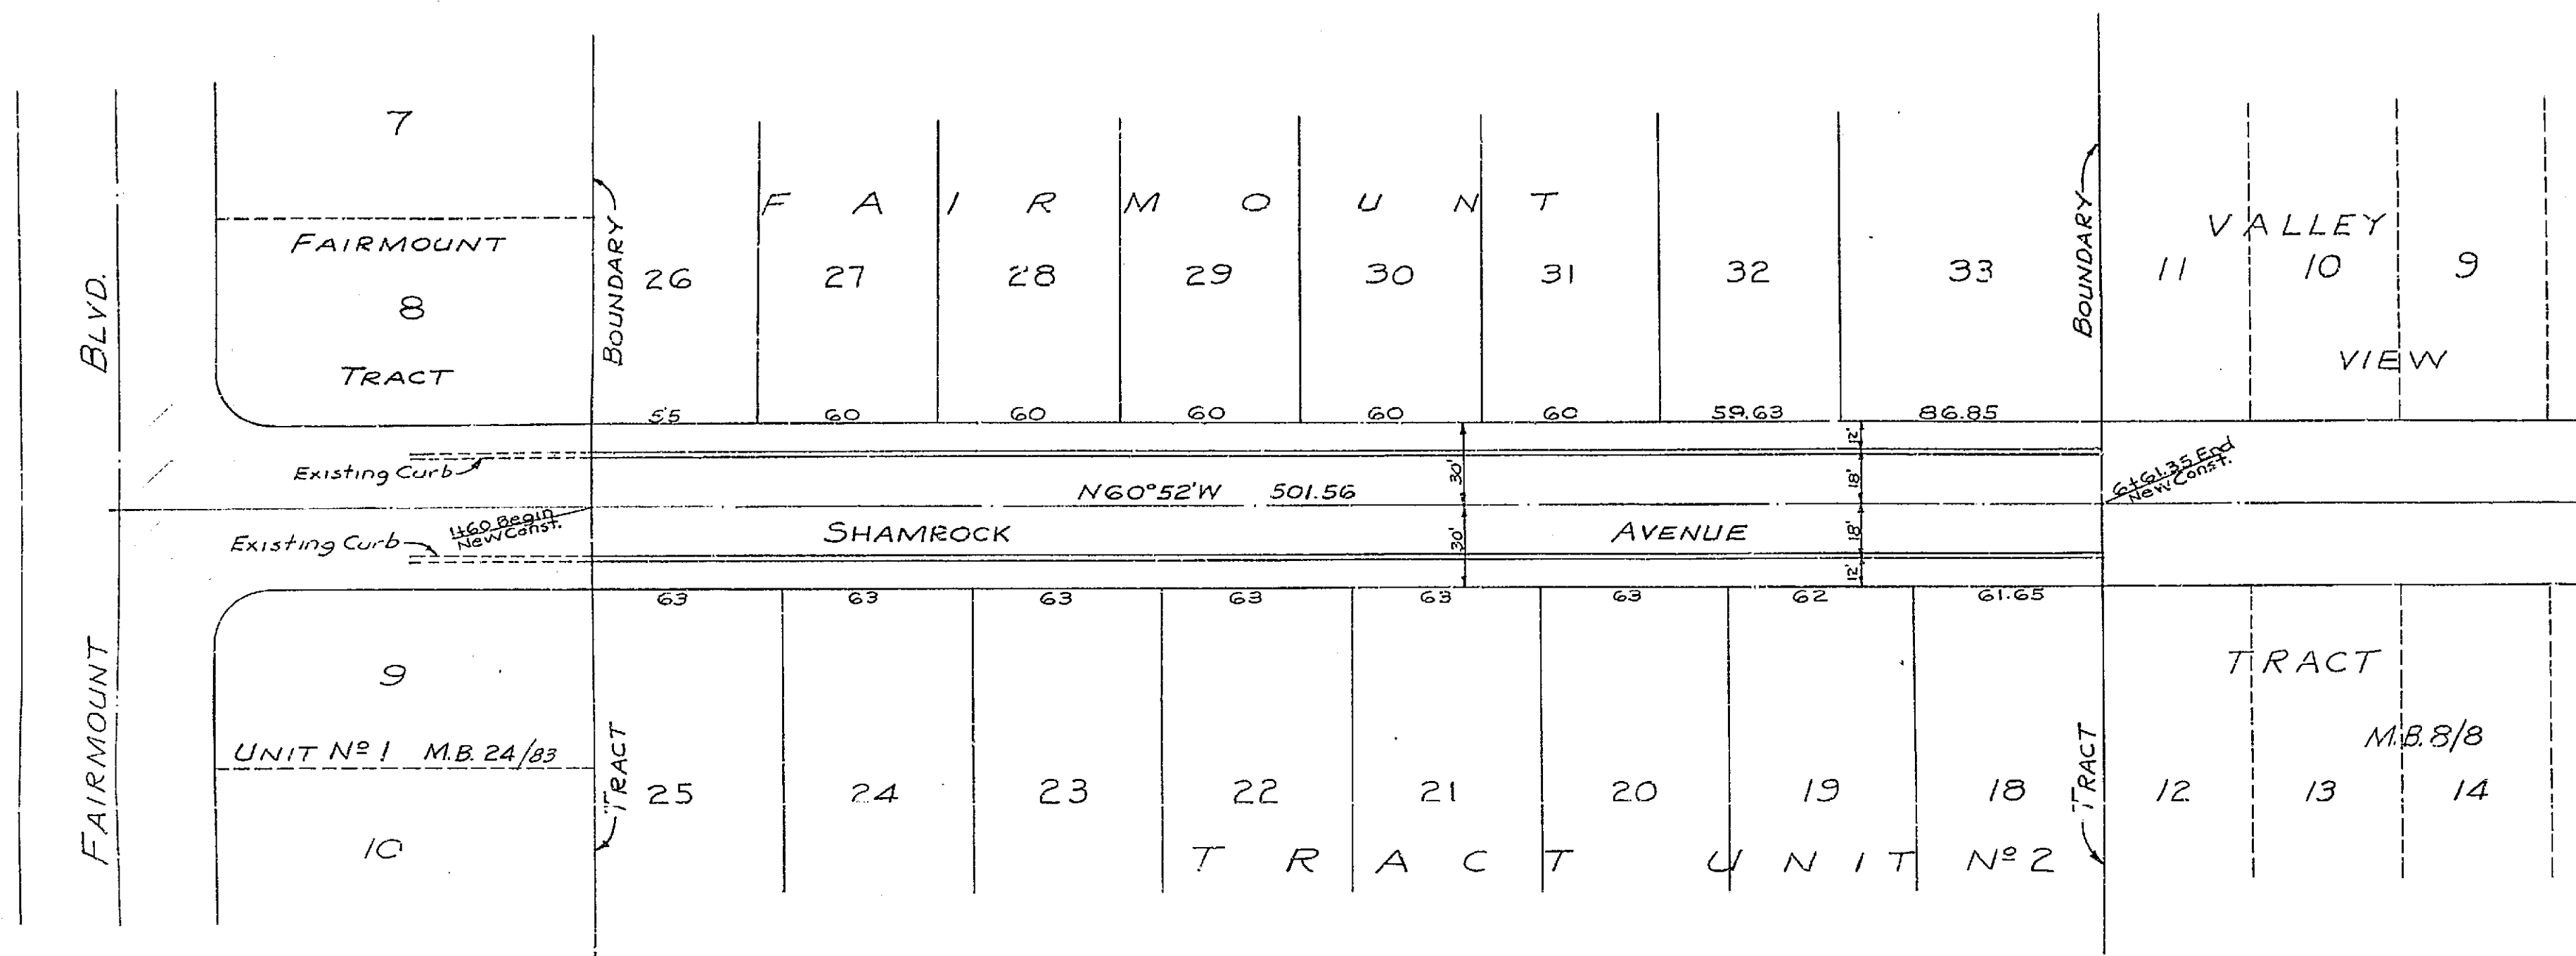 7
FAIRMOUNT
8
TRACT
BLVD.
BOUNDARY
F A I R M O U N T
26 27 28 29 30 31 32 33
BOUNDARY
VALLEY
11 10 9
VIEW
55 60 60 60 60 60 59.63 86.85
Existing Curb
12'
30'
18'
N60°52'W 501.56
6+61.35 End
New Const.
1+60 Begin
New Const.
SHAMROCK AVENUE
Existing Curb
30'
18'
12'
63 63 63 63 63 63 62 61.65
FAIRMOUNT
9
UNIT Nº 1 M.B. 24/83
10
TRACT
25 24 23 22 21 20 19 18
T R A C T U N I T Nº 2
TRACT
TRACT
M.B. 8/8
12 13 14